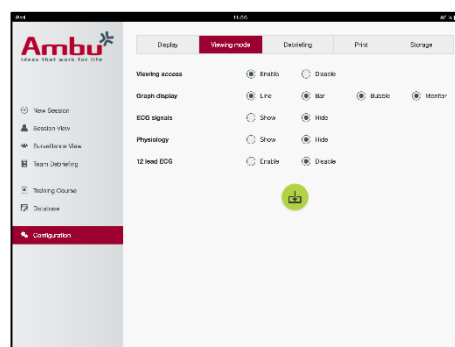 iPad 11:56
Ambu
Ideas that work for life
Display Viewing mode Debriefing Print Storage
Viewing access Enable Disable
Graph display Line Bar Bubble Monitor
ECG signals Show Hide
Physiology Show Hide
12 lead ECG Enable Disable
New Session
Session View
Surveillance View
Team Debriefing
Training Course
Database
Configuration